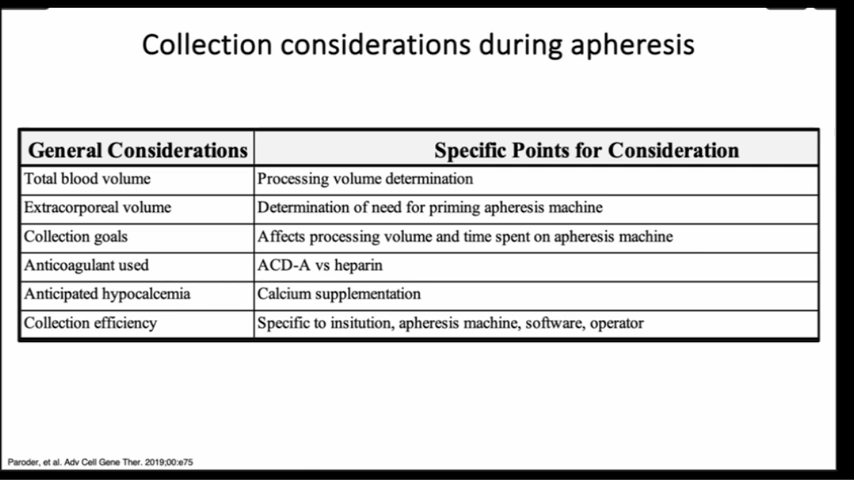 Collection considerations during apheresis
General Considerations Specific Points for Consideration
Total blood volume Processing volume determination
Extracorporeal volume Determination of need for priming apheresis machine
Collection goals Affects processing volume and time spent on apheresis machine
Anticoagulant used ACD-A vs heparin
Anticipated hypocalcemia Calcium supplementation
Collection efficiency Specific to insitution, apheresis machine, software, operator
Paroder, et al. Adv Cell Gene Ther. 2019;00:e75